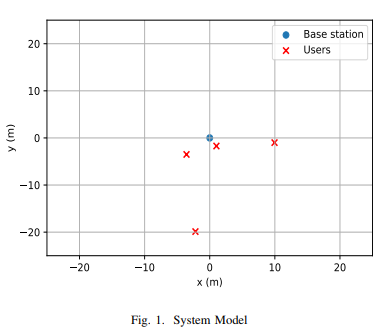 Base station
Users
20
10
0
−10
−20
y (m)
−20 −10 0 10 20
x (m)
Fig. 1. System Model